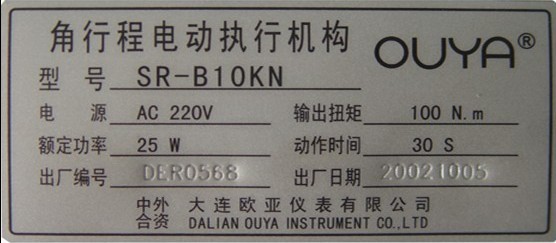 角行程电动执行机构 OUYA®
型号 SR-B10KN
电源 AC 220V 输出扭矩 100 N.m
额定功率 25 W 动作时间 30 S
出厂编号 DER0568 出厂日期 20021005
中外合资 大连欧亚仪表有限公司
DALIAN OUYA INSTRUMENT CO.,LTD